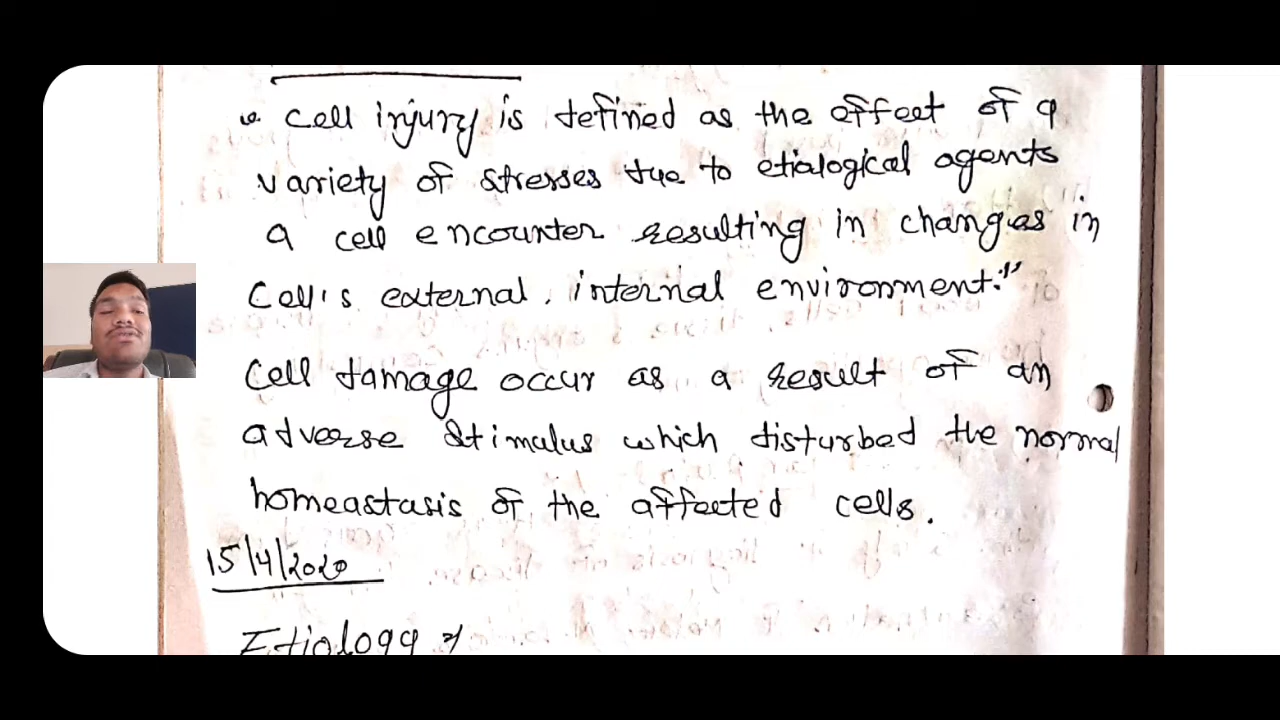 " Cell injury is defined as the effect of a
variety of stresses due to etialogical agents
a cell encounter resulting in changes in
Cell's external, internal environment."
Cell damage occur as a result of an
adverse stimulus which disturbed the normal
homeastasis of the affected cells.
15/4/2020
Etiology